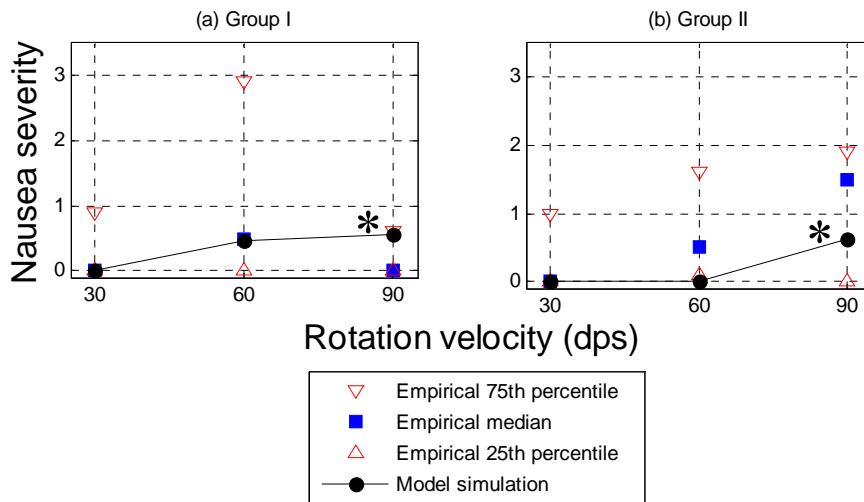 (a) Group I
(b) Group II
Nausea severity
3
2
1
0
30 60 90
3
2
1
0
30 60 90
*
*
Rotation velocity (dps)
Empirical 75th percentile
Empirical median
Empirical 25th percentile
Model simulation